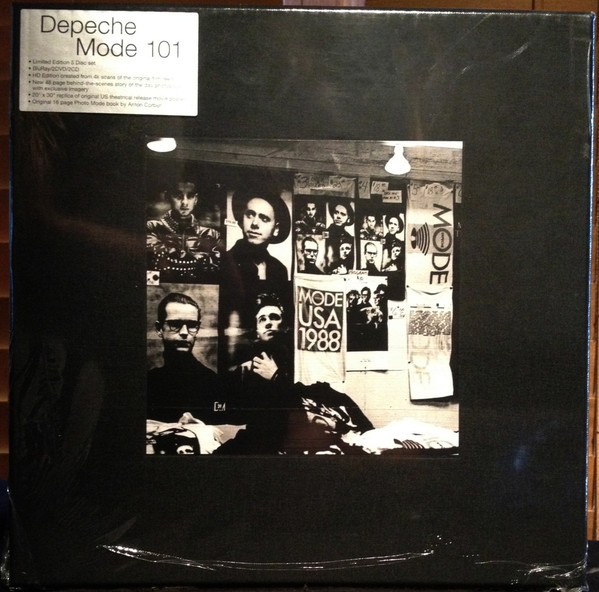 Depeche
Mode 101
• Limited Edition 5 Disc set.
• BluRay/2DVD/2CD
• HD Edition created from 4k scans of the original film
• New 48 page behind-the-scenes story of the
with exclusive imagery
• 20" x 30" replica of original US theatrical release
• Original 16 page Photo Mode book by Anton Corbijn
MODE
MODE
USA
1988